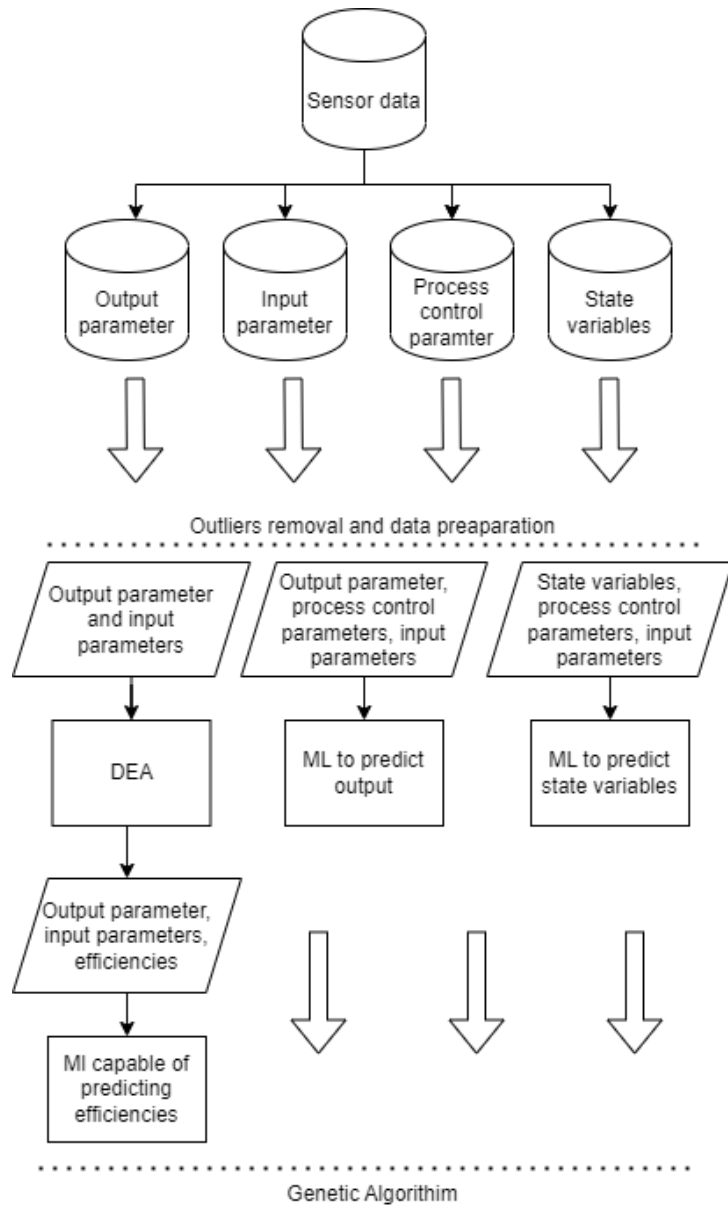 Sensor data
Output
parameter
Input
parameter
Process
control
paramter
State
variables
Outliers removal and data preaparation
Output parameter
and input
parameters
Output parameter,
process control
parameters, input
parameters
State variables,
process control
parameters, input
parameters
DEA
ML to predict
output
ML to predict
state variables
Output parameter,
input parameters,
efficiencies
MI capable of
predicting
efficiencies
Genetic Algorithim